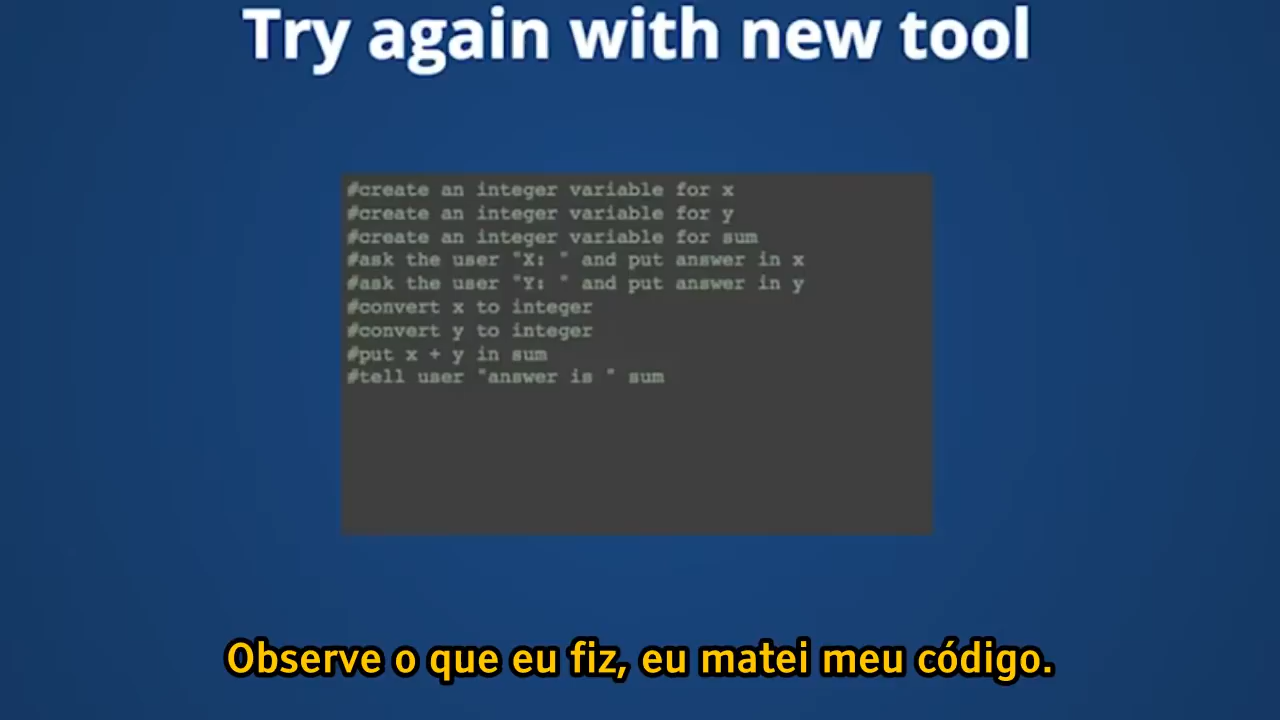 Try again with new tool
#create an integer variable for x
#create an integer variable for y
#create an integer variable for sum
#ask the user "X: " and put answer in x
#ask the user "Y: " and put answer in y
#convert x to integer
#convert y to integer
#put x + y in sum
#tell user "answer is " sum
Observe o que eu fiz, eu matei meu código.